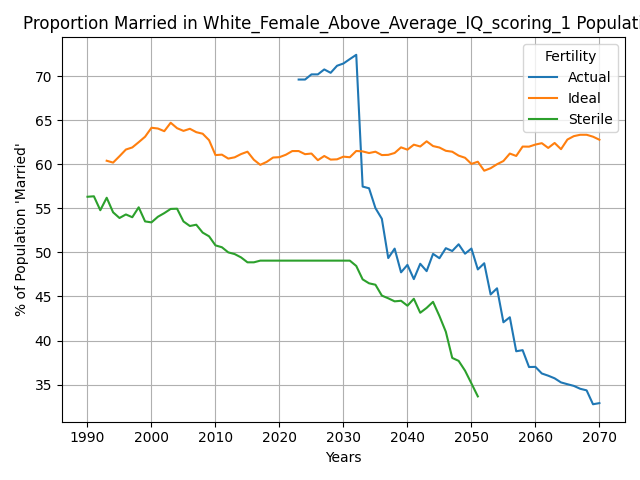 Proportion Married in White_Female_Above_Average_IQ_scoring_1 Populati
% of Population 'Married'
70
65
60
55
50
45
40
35
Fertility
Actual
Ideal
Sterile
1990 2000 2010 2020 2030 2040 2050 2060 2070
Years